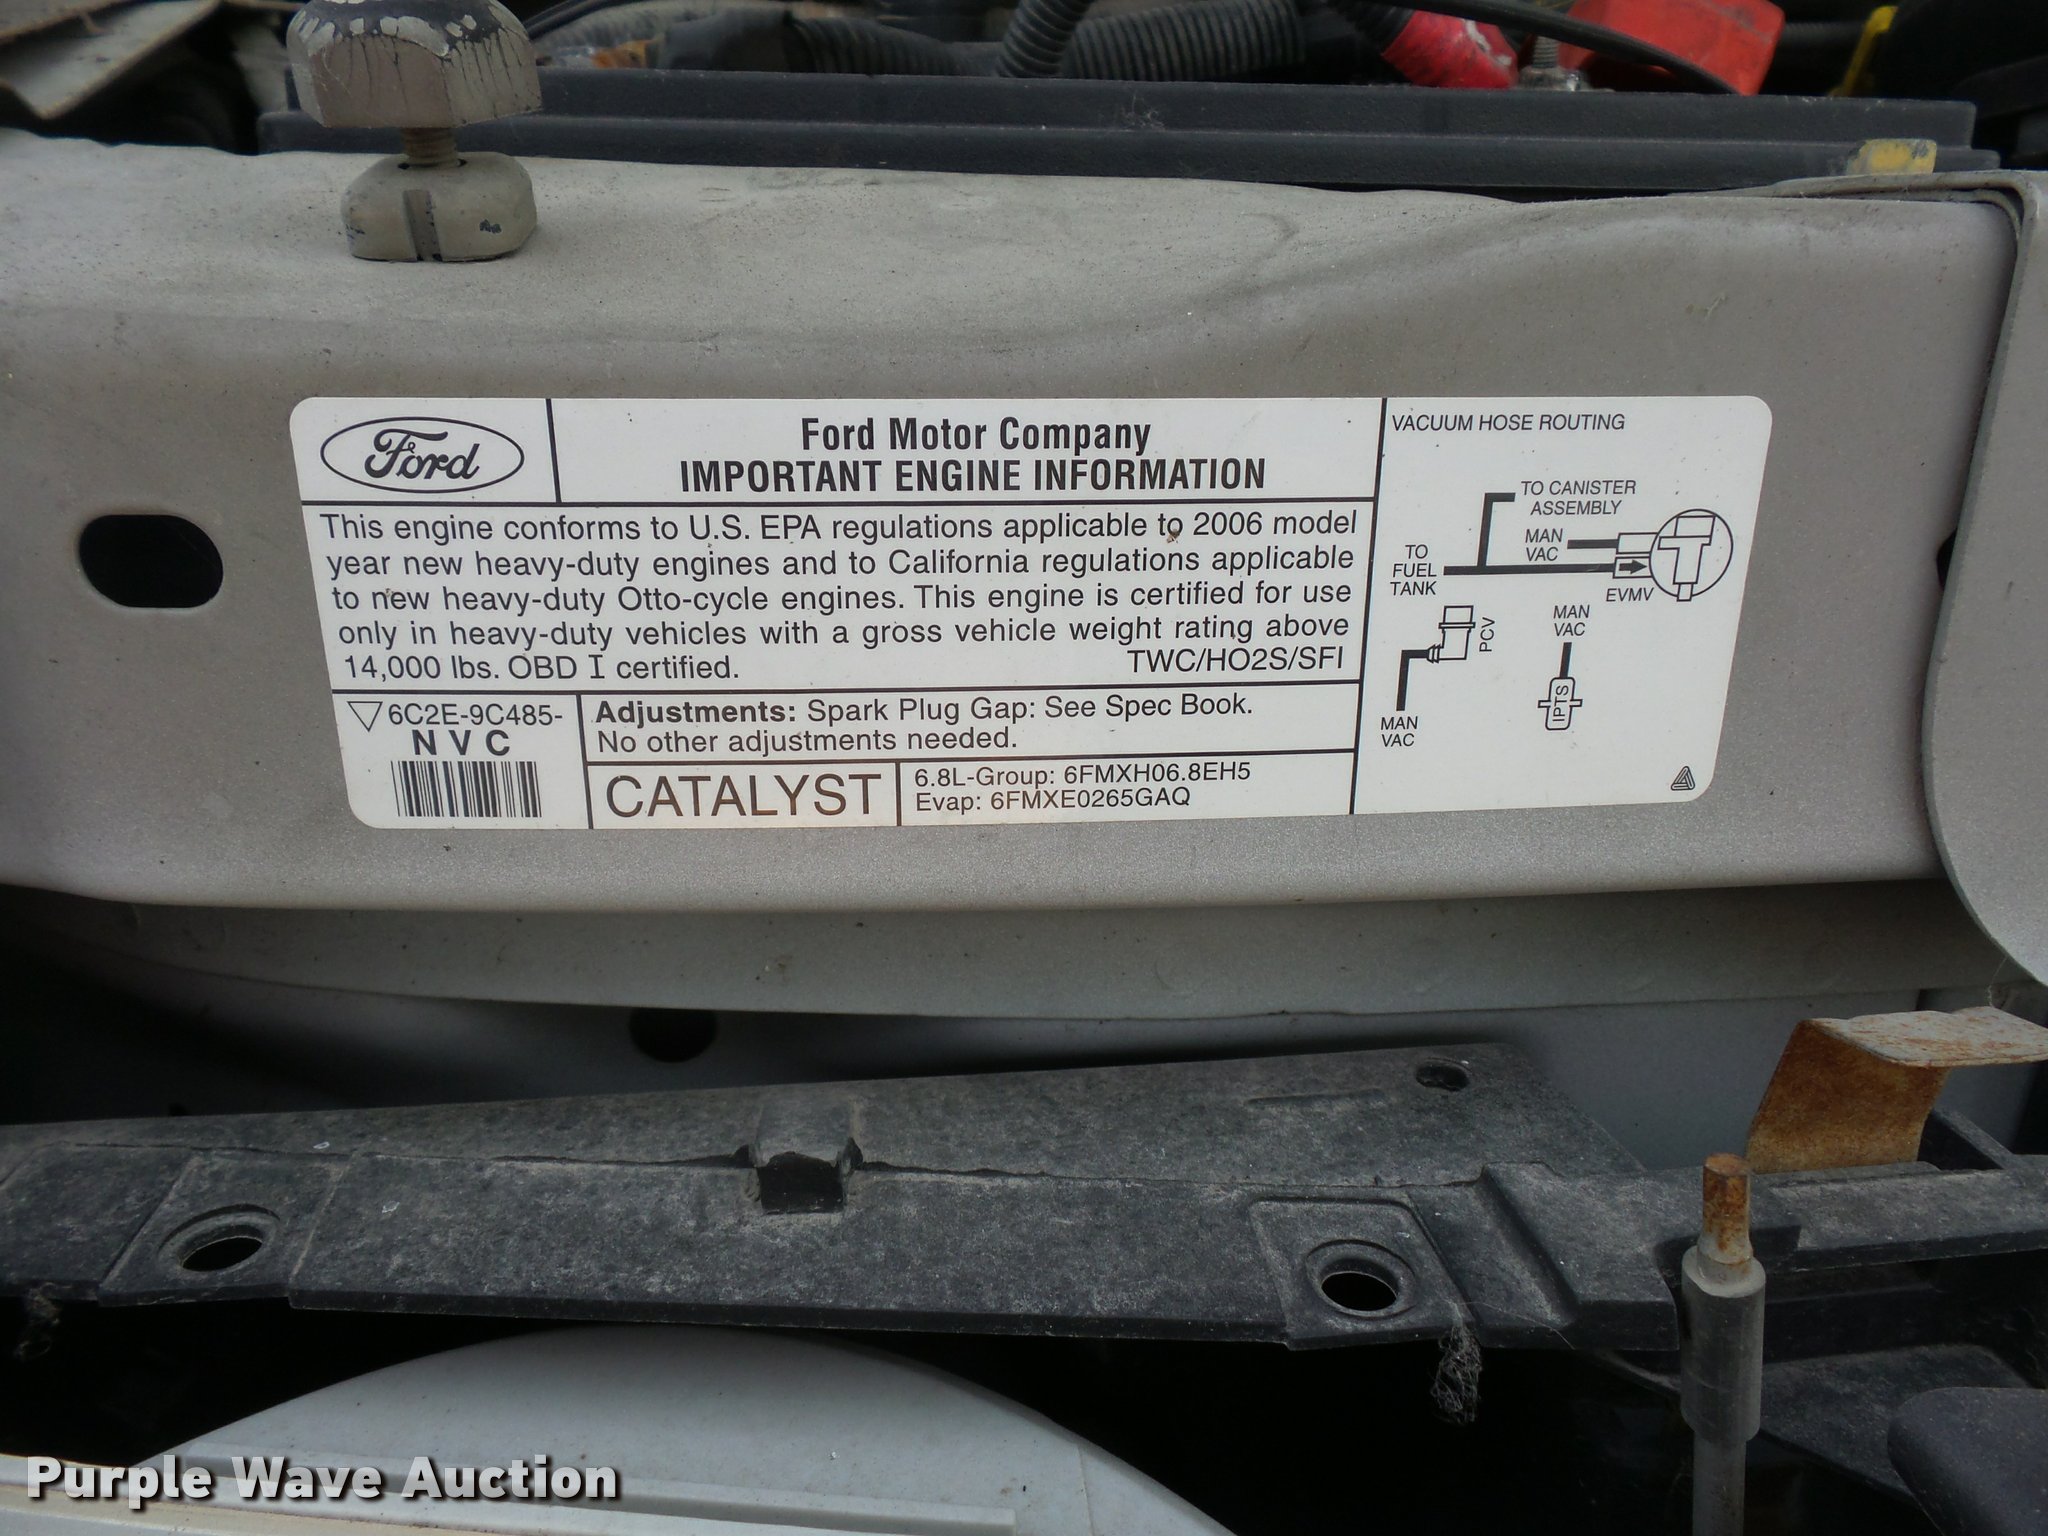 Ford
Ford Motor Company
IMPORTANT ENGINE INFORMATION
This engine conforms to U.S. EPA regulations applicable to 2006 model
year new heavy-duty engines and to California regulations applicable
to new heavy-duty Otto-cycle engines. This engine is certified for use
only in heavy-duty vehicles with a gross vehicle weight rating above
14,000 lbs. OBD I certified. TWC/HO2S/SFI
6C2E-9C485-
NVC
Adjustments: Spark Plug Gap: See Spec Book.
No other adjustments needed.
CATALYST
6.8L-Group: 6FMXH06.8EH5
Evap: 6FMXE0265GAQ
VACUUM HOSE ROUTING
TO CANISTER
ASSEMBLY
MAN
VAC
TO
FUEL
TANK
EVMV
MAN
VAC
PCV
IPTS
MAN
VAC
Purple Wave Auction